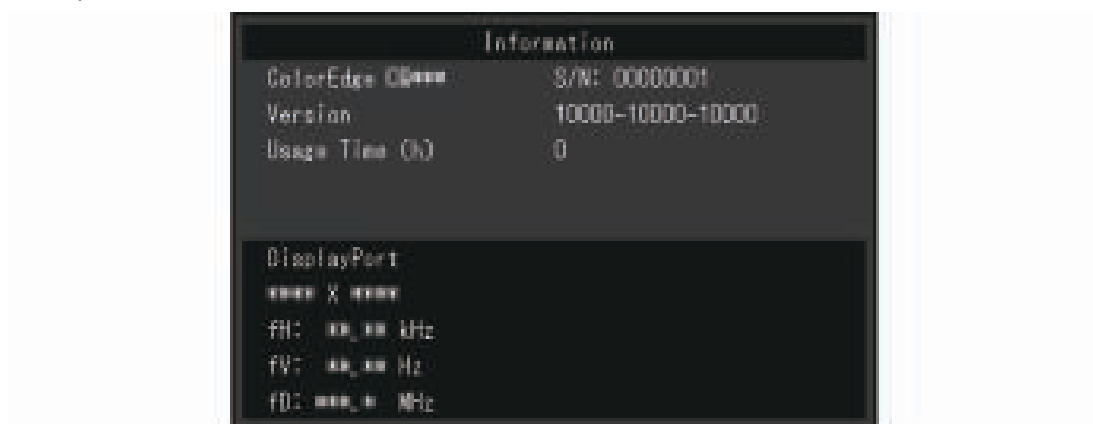 Information
ColorEdge CG*** S/N: 00000001
Version 10000-10000-10000
Usage Time (h) 0
DisplayPort
**** X ****
fH: **.** kHz
fV: **.** Hz
fD: ***.* MHz